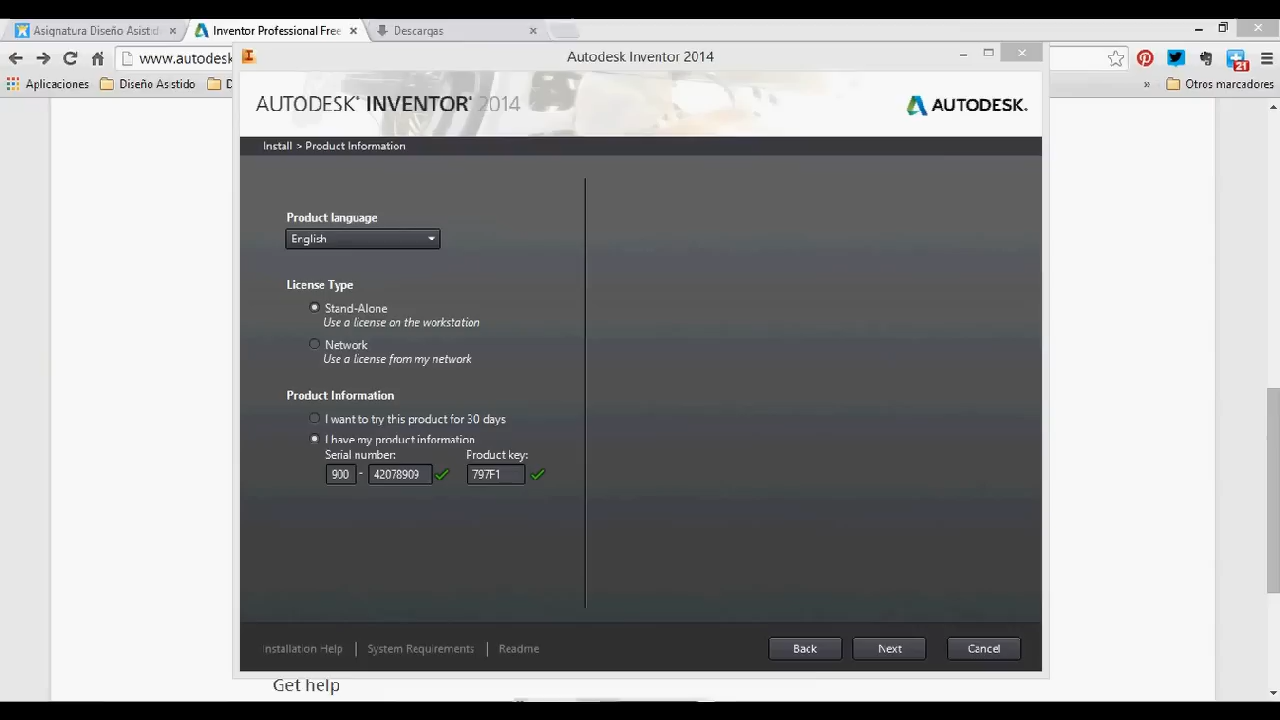 Asignatura Diseño Asistid
Inventor Professional Free
Descargas
www.autodesk
Aplicaciones
Diseño Asistido
D
»
Otros marcadores
21
Autodesk Inventor 2014
AUTODESK® INVENTOR® 2014
AUTODESK.
Install > Product Information
Product language
English
License Type
Stand-Alone
Use a license on the workstation
Network
Use a license from my network
Product Information
I want to try this product for 30 days
I have my product information
Serial number: Product key:
900 - 42078909 797F1
Installation Help | System Requirements | Readme
Back Next Cancel
Get help